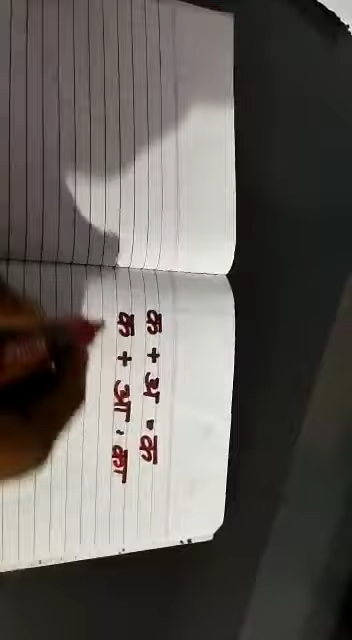 क + अ = क
क + आ = का